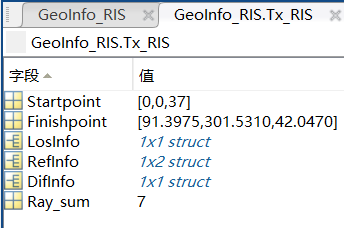 GeoInfo_RIS GeoInfo_RIS.Tx_RIS
GeoInfo_RIS.Tx_RIS
字段 值
Startpoint [0,0,37]
Finishpoint [91.3975,301.5310,42.0470]
LosInfo 1x1 struct
RefInfo 1x2 struct
DifInfo 1x1 struct
Ray_sum 7